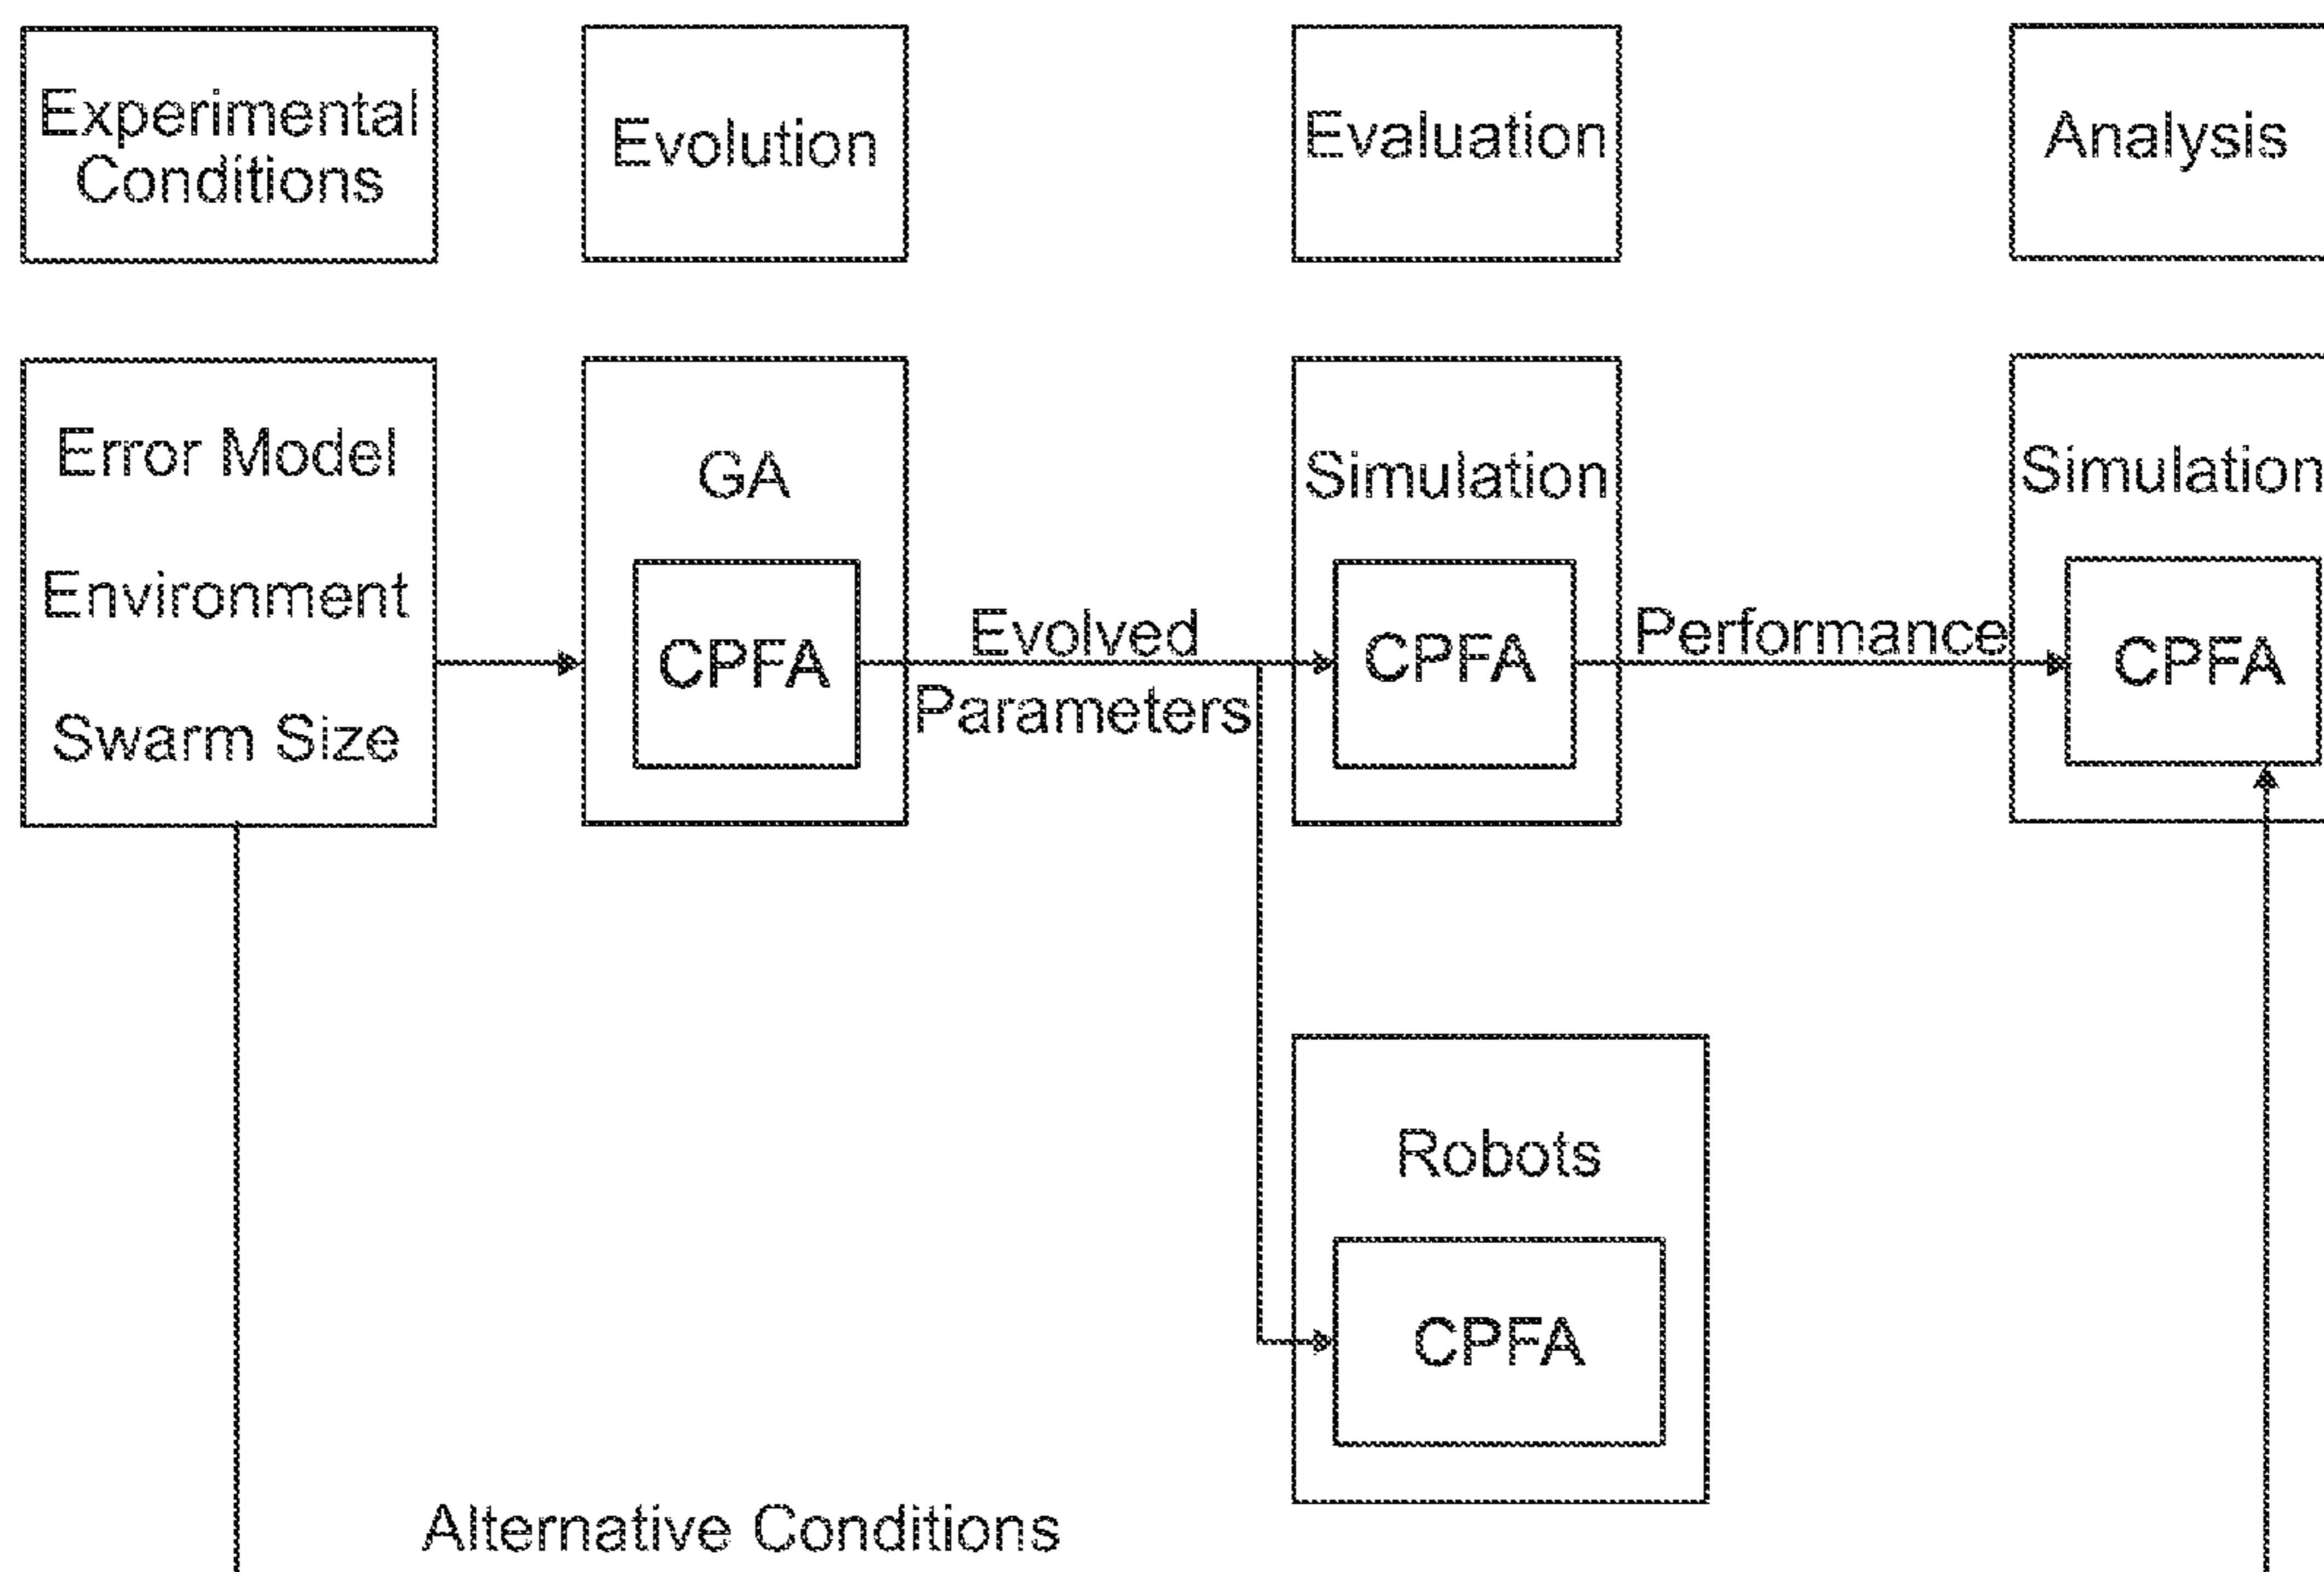 Experimental
Conditions
Evolution
Evaluation
Analysis
Error Model
Environment
Swarm Size
GA
CPFA
Evolved
Parameters
Simulation
CPFA
Performance
Simulation
CPFA
Robots
CPFA
Alternative Conditions